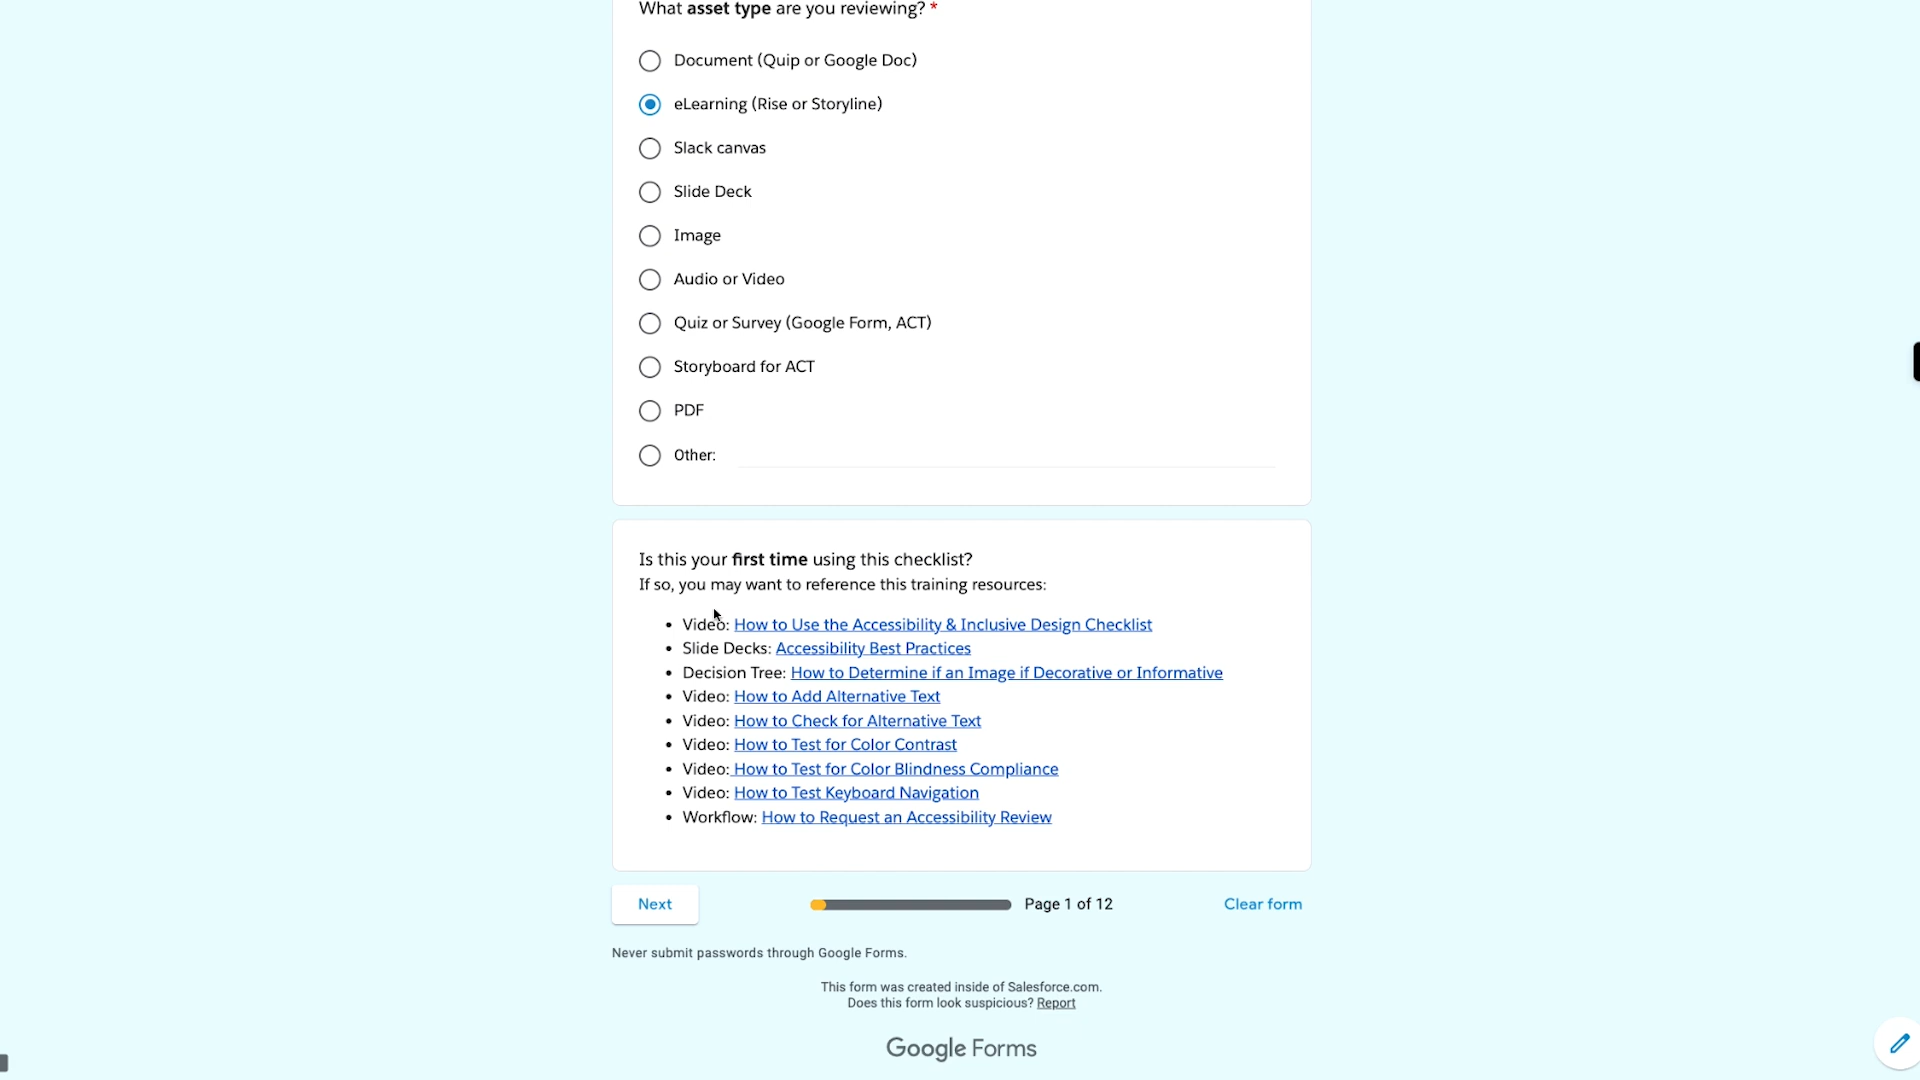 What asset type are you reviewing? *
Document (Quip or Google Doc)
eLearning (Rise or Storyline)
Slack canvas
Slide Deck
Image
Audio or Video
Quiz or Survey (Google Form, ACT)
Storyboard for ACT
PDF
Other:
Is this your first time using this checklist?
If so, you may want to reference this training resources:
• Video: How to Use the Accessibility & Inclusive Design Checklist
• Slide Decks: Accessibility Best Practices
• Decision Tree: How to Determine if an Image if Decorative or Informative
• Video: How to Add Alternative Text
• Video: How to Check for Alternative Text
• Video: How to Test for Color Contrast
• Video: How to Test for Color Blindness Compliance
• Video: How to Test Keyboard Navigation
• Workflow: How to Request an Accessibility Review
Next Page 1 of 12 Clear form
Never submit passwords through Google Forms.
This form was created inside of Salesforce.com.
Does this form look suspicious? Report
Google Forms